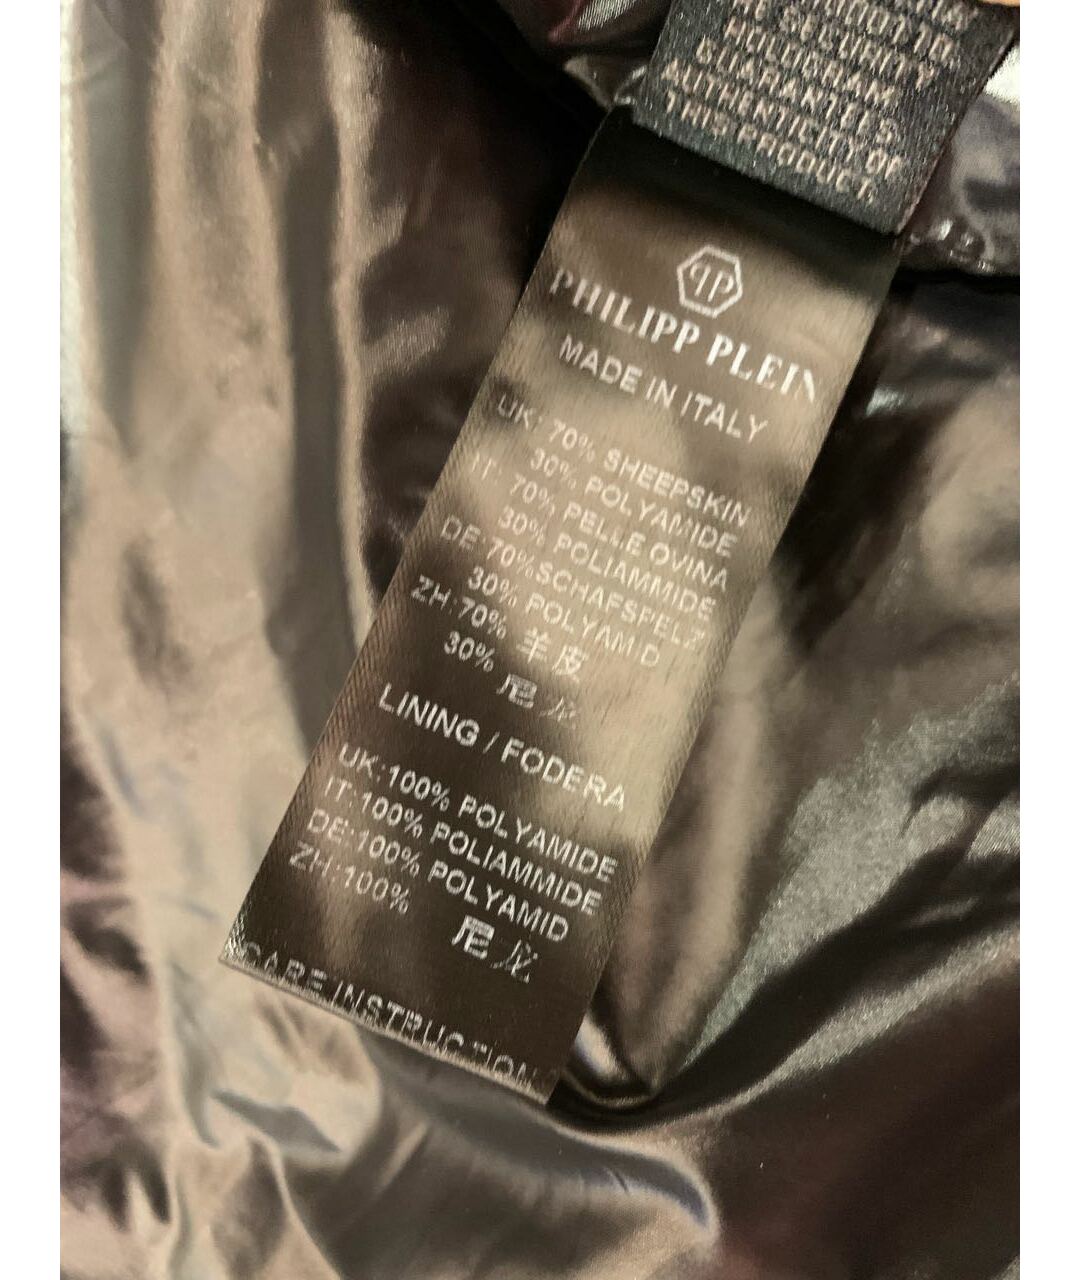 SECURITY
HOLOGRAM
GUARANTEES
AUTHENTICITY OF
THIS PRODUCT.
PHILIPP PLEIN
MADE IN ITALY
UK: 70% SHEEPSKIN
30% POLYAMIDE
IT: 70% PELLE OVINA
30% POLIAMMIDE
DE:70%SCHAFSPELZ
30% POLYAMID
ZH:70% 羊皮
30% 尼龙
LINING / FODERA
UK:100% POLYAMIDE
IT:100% POLIAMMIDE
DE:100% POLYAMID
ZH:100% 尼龙
CARE INSTRUCTION